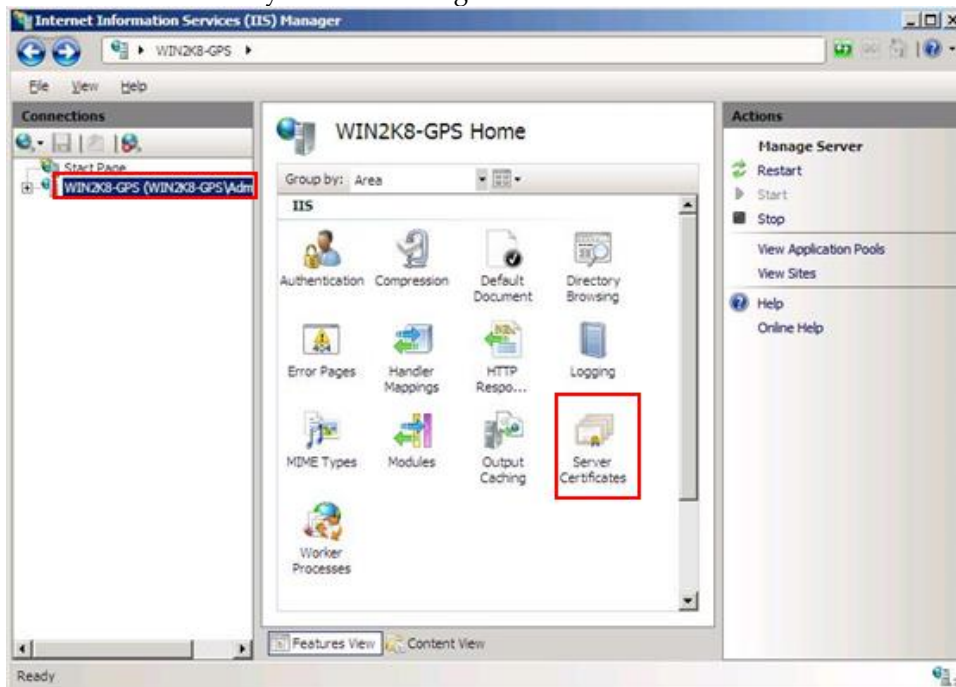 Internet Information Services (IIS) Manager
WIN2K8-GPS
File View Help
Connections
Start Page
WIN2K8-GPS (WIN2K8-GPS\Adm
WIN2K8-GPS Home
Group by: Area
IIS
Authentication
Compression
Default
Document
Directory
Browsing
Error Pages
Handler
Mappings
HTTP
Respo...
Logging
MIME Types
Modules
Output
Caching
Server
Certificates
Worker
Processes
Features View
Content View
Actions
Manage Server
Restart
Start
Stop
View Application Pools
View Sites
Help
Online Help
Ready